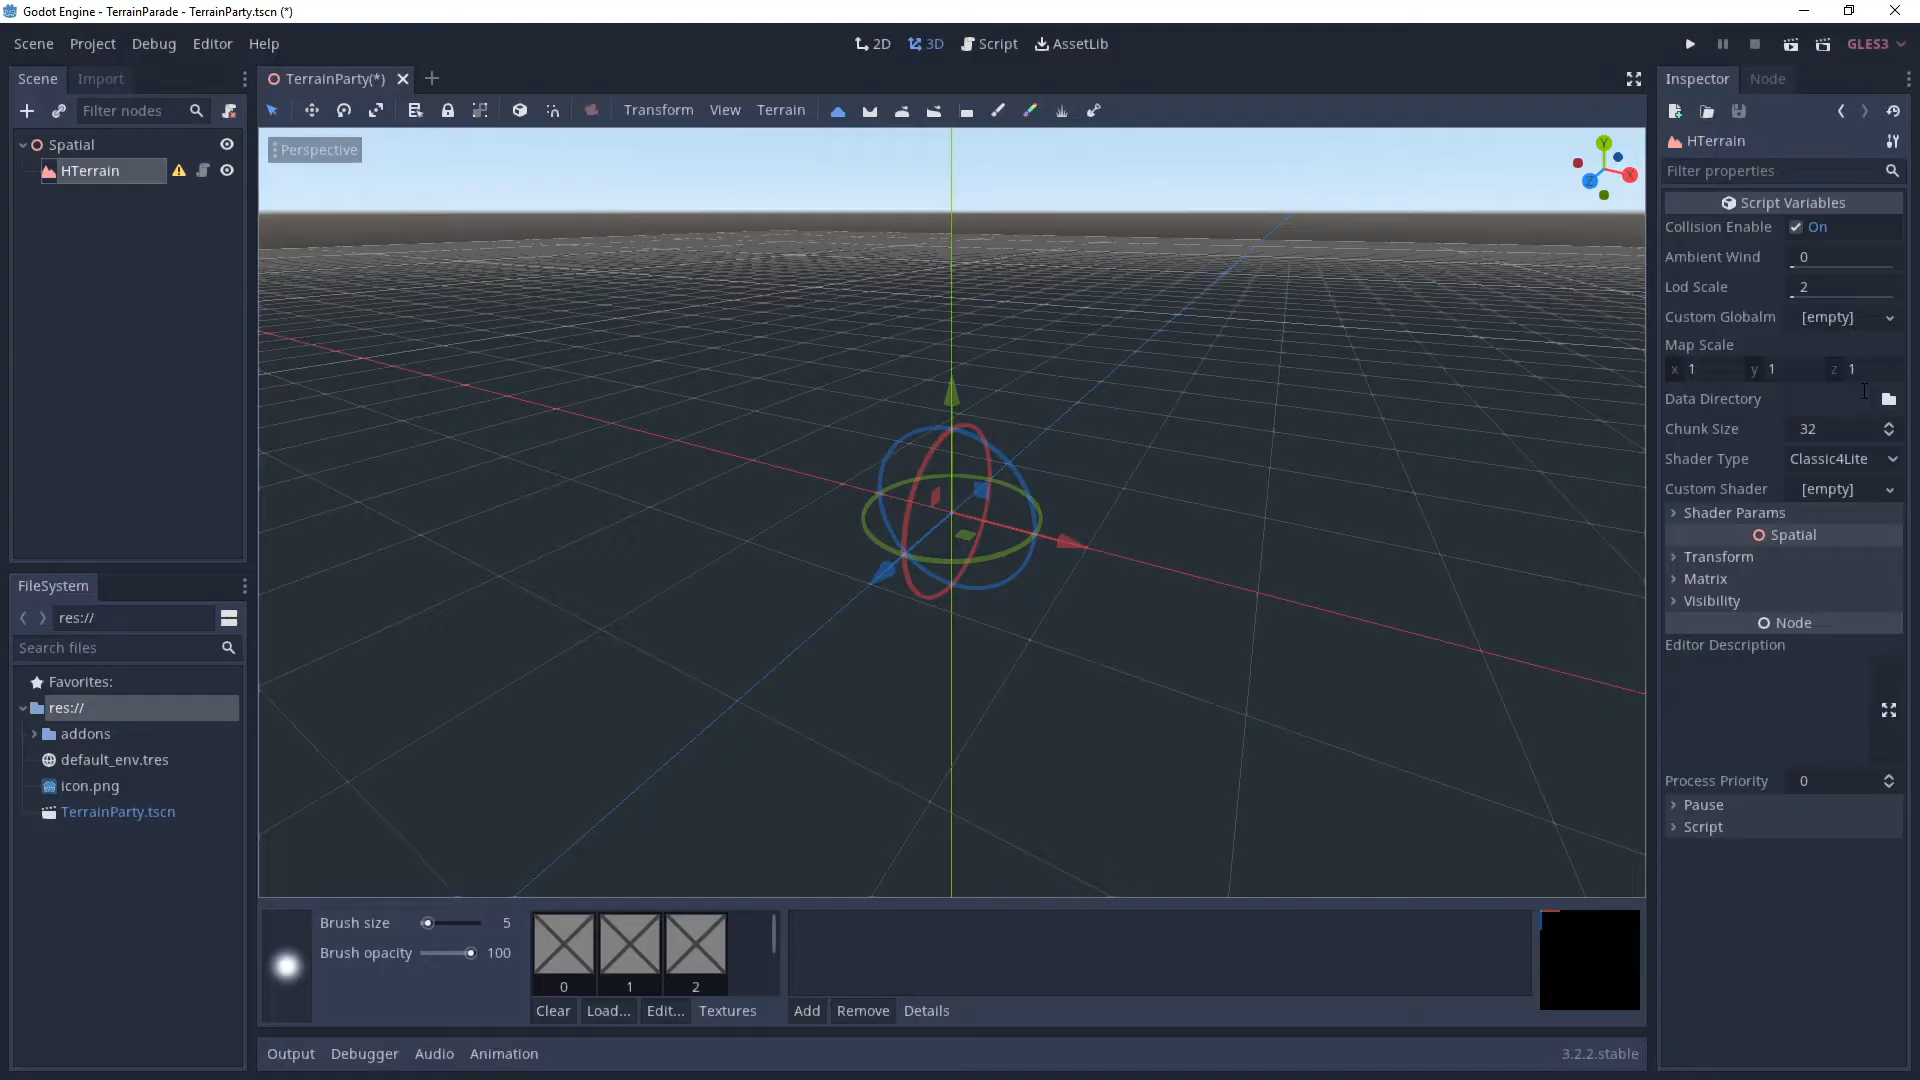 Godot Engine - TerrainParade - TerrainParty.tscn (*)
Scene Project Debug Editor Help
2D 3D Script AssetLib
GLES3
Scene Import
Filter nodes
Spatial
HTerrain
FileSystem
res://
Search files
Favorites:
res://
addons
default_env.tres
icon.png
TerrainParty.tscn
TerrainParty(*)
Transform View Terrain
Perspective
Y
X
Z
Brush size 5
Brush opacity 100
0 1 2
Clear Load... Edit... Textures
Add Remove Details
Output Debugger Audio Animation
3.2.2.stable
Inspector Node
HTerrain
Filter properties
Script Variables
Collision Enable On
Ambient Wind 0
Lod Scale 2
Custom Globalm [empty]
Map Scale
x 1 y 1 z 1
Data Directory
Chunk Size 32
Shader Type Classic4Lite
Custom Shader [empty]
Shader Params
Spatial
Transform
Matrix
Visibility
Node
Editor Description
Process Priority 0
Pause
Script